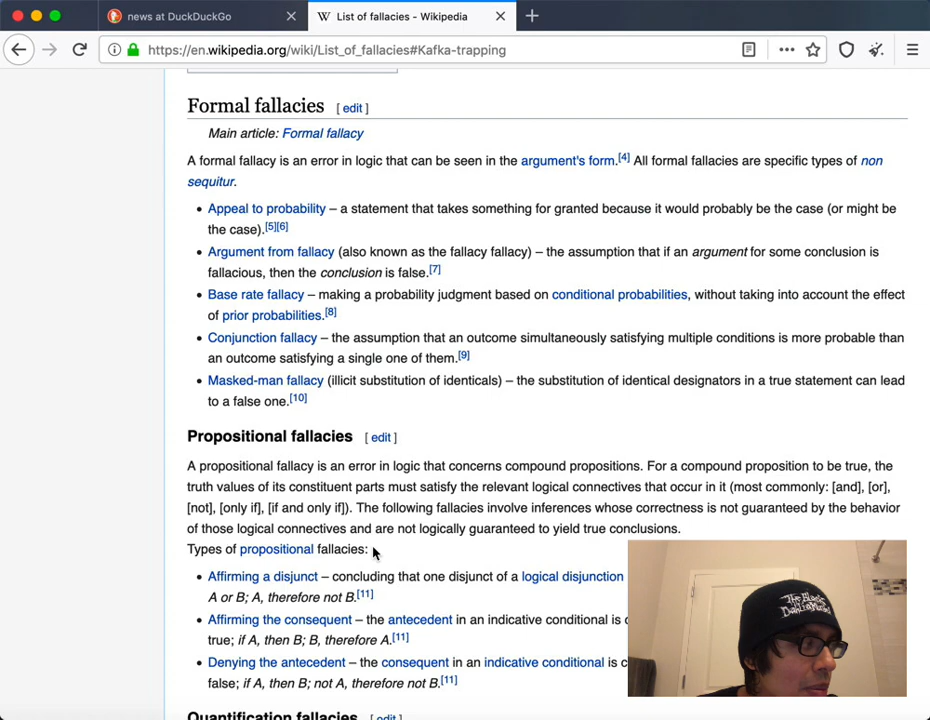 news at DuckDuckGo
List of fallacies - Wikipedia
https://en.wikipedia.org/wiki/List_of_fallacies#Kafka-trapping
Formal fallacies [ edit ]
Main article: Formal fallacy
A formal fallacy is an error in logic that can be seen in the argument's form.[4] All formal fallacies are specific types of non
sequitur.
• Appeal to probability – a statement that takes something for granted because it would probably be the case (or might be
the case).[5][6]
• Argument from fallacy (also known as the fallacy fallacy) – the assumption that if an argument for some conclusion is
fallacious, then the conclusion is false.[7]
• Base rate fallacy – making a probability judgment based on conditional probabilities, without taking into account the effect
of prior probabilities.[8]
• Conjunction fallacy – the assumption that an outcome simultaneously satisfying multiple conditions is more probable than
an outcome satisfying a single one of them.[9]
• Masked-man fallacy (illicit substitution of identicals) – the substitution of identical designators in a true statement can lead
to a false one.[10]
Propositional fallacies [ edit ]
A propositional fallacy is an error in logic that concerns compound propositions. For a compound proposition to be true, the
truth values of its constituent parts must satisfy the relevant logical connectives that occur in it (most commonly: [and], [or],
[not], [only if], [if and only if]). The following fallacies involve inferences whose correctness is not guaranteed by the behavior
of those logical connectives and are not logically guaranteed to yield true conclusions.
Types of propositional fallacies:
• Affirming a disjunct – concluding that one disjunct of a logical disjunction
A or B; A, therefore not B.[11]
• Affirming the consequent – the antecedent in an indicative conditional is
true; if A, then B; B, therefore A.[11]
• Denying the antecedent – the consequent in an indicative conditional is
false; if A, then B; not A, therefore not B.[11]
Quantification fallacies [ edit ]
The Black
Dahlia Murder